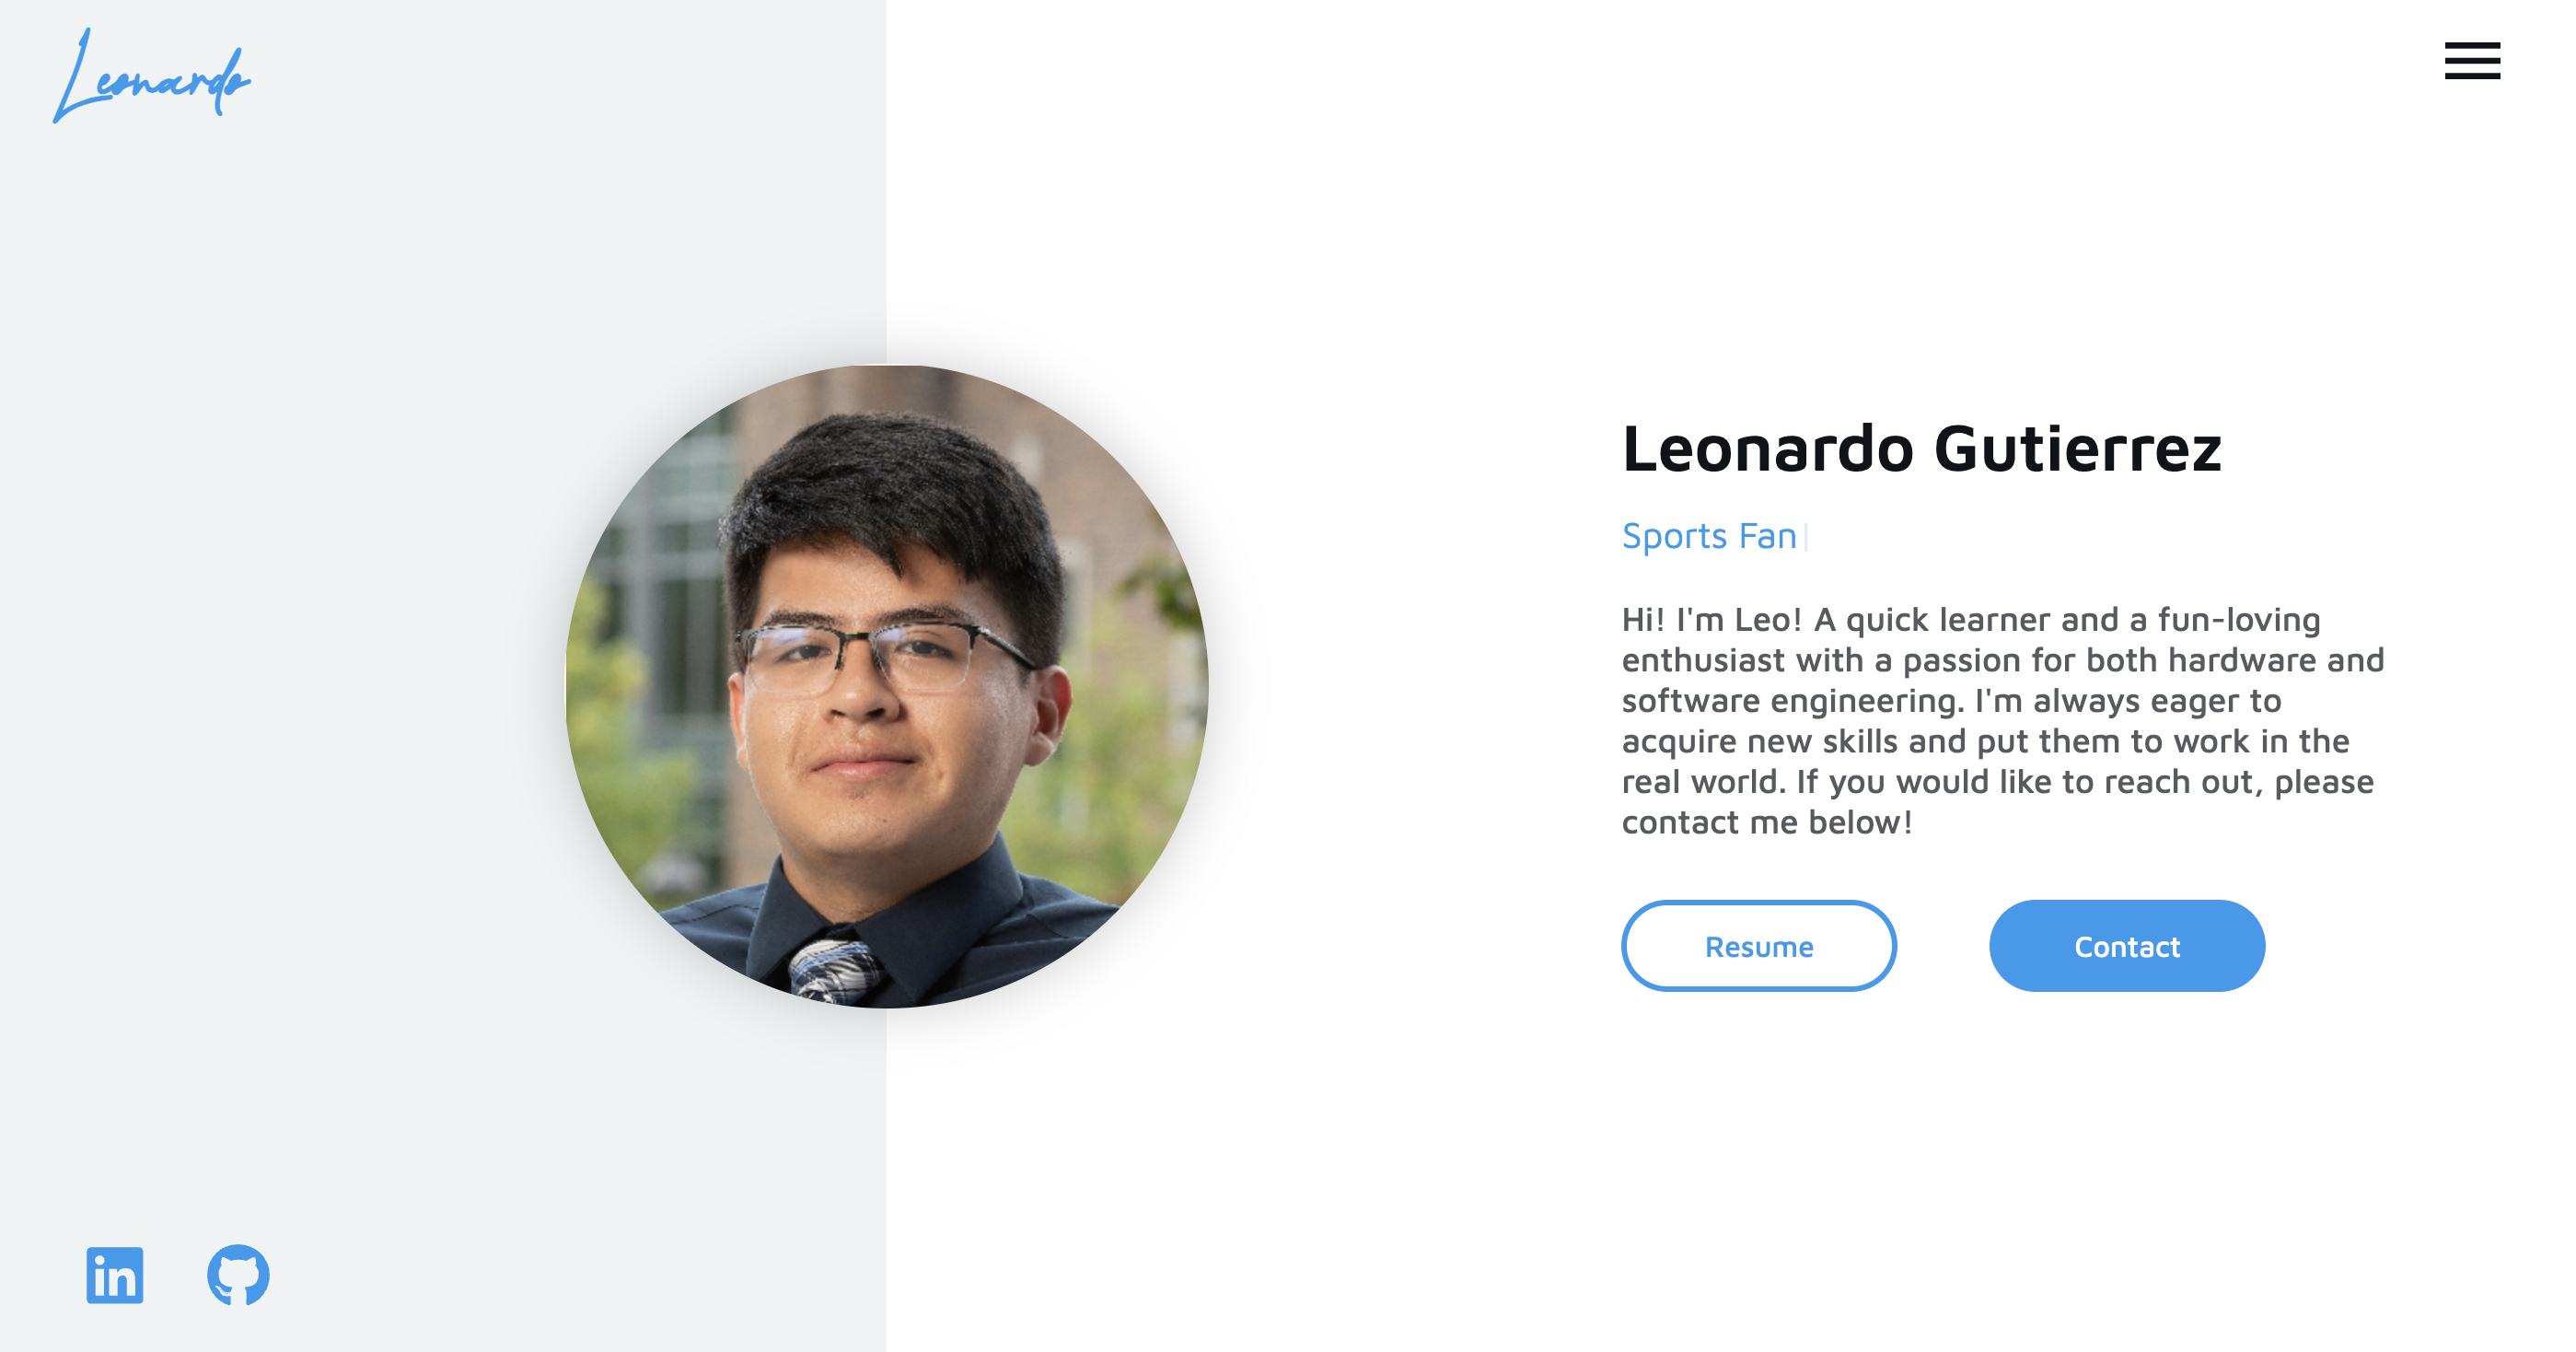 Leonardo
Leonardo Gutierrez
Sports Fan
Hi! I'm Leo! A quick learner and a fun-loving
enthusiast with a passion for both hardware and
software engineering. I'm always eager to
acquire new skills and put them to work in the
real world. If you would like to reach out, please
contact me below!
Resume
Contact
in